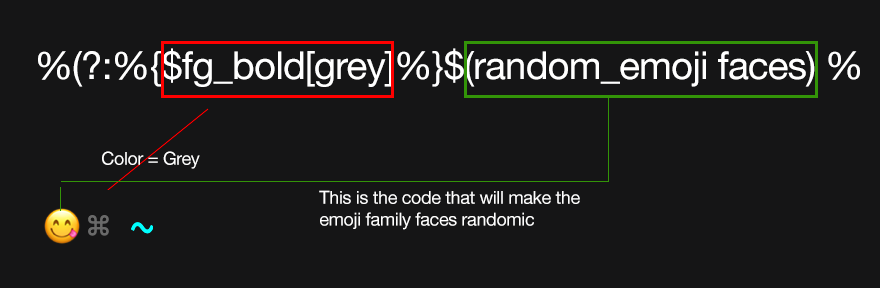 %(?:%{$fg_bold[grey]%}$(random_emoji faces) %
Color = Grey
This is the code that will make the
emoji family faces randomic
😋 ⌘ ~